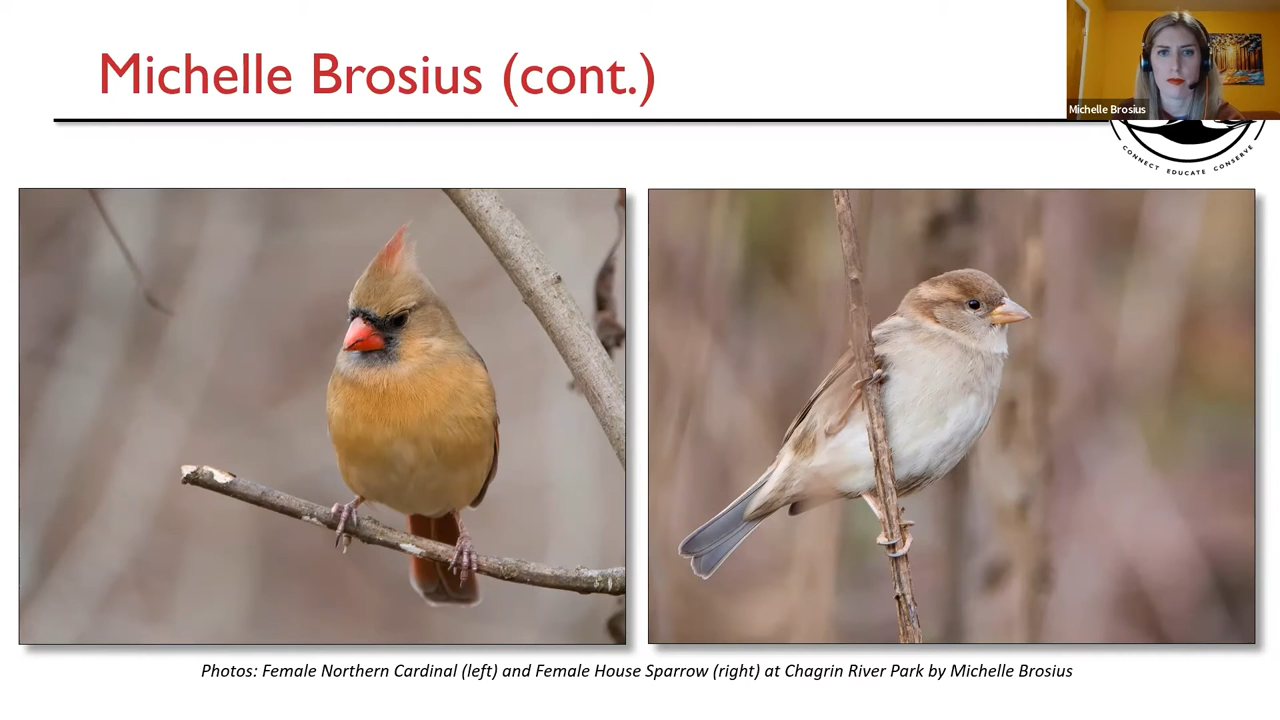 Michelle Brosius (cont.)
Michelle Brosius
CONNECT EDUCATE CONSERVE
Photos: Female Northern Cardinal (left) and Female House Sparrow (right) at Chagrin River Park by Michelle Brosius